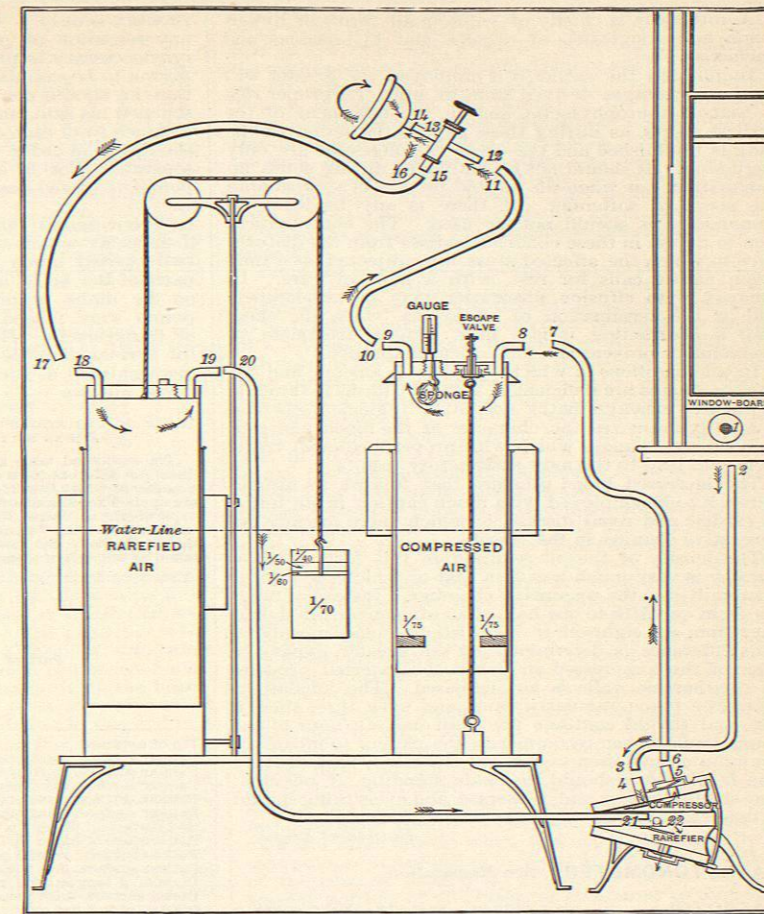 14
13
12
16
15
11
GAUGE
ESCAPE
VALVE
17
18
19
20
10
9
8
7
SPONGE
WINDOW-BOARD
1
2
Water-Line
RAREFIED
AIR
COMPRESSED
AIR
1/50
1/40
1/60
1/70
1/75
1/75
3
6
4
5
COMPRESSOR
21
22
RAREFIER